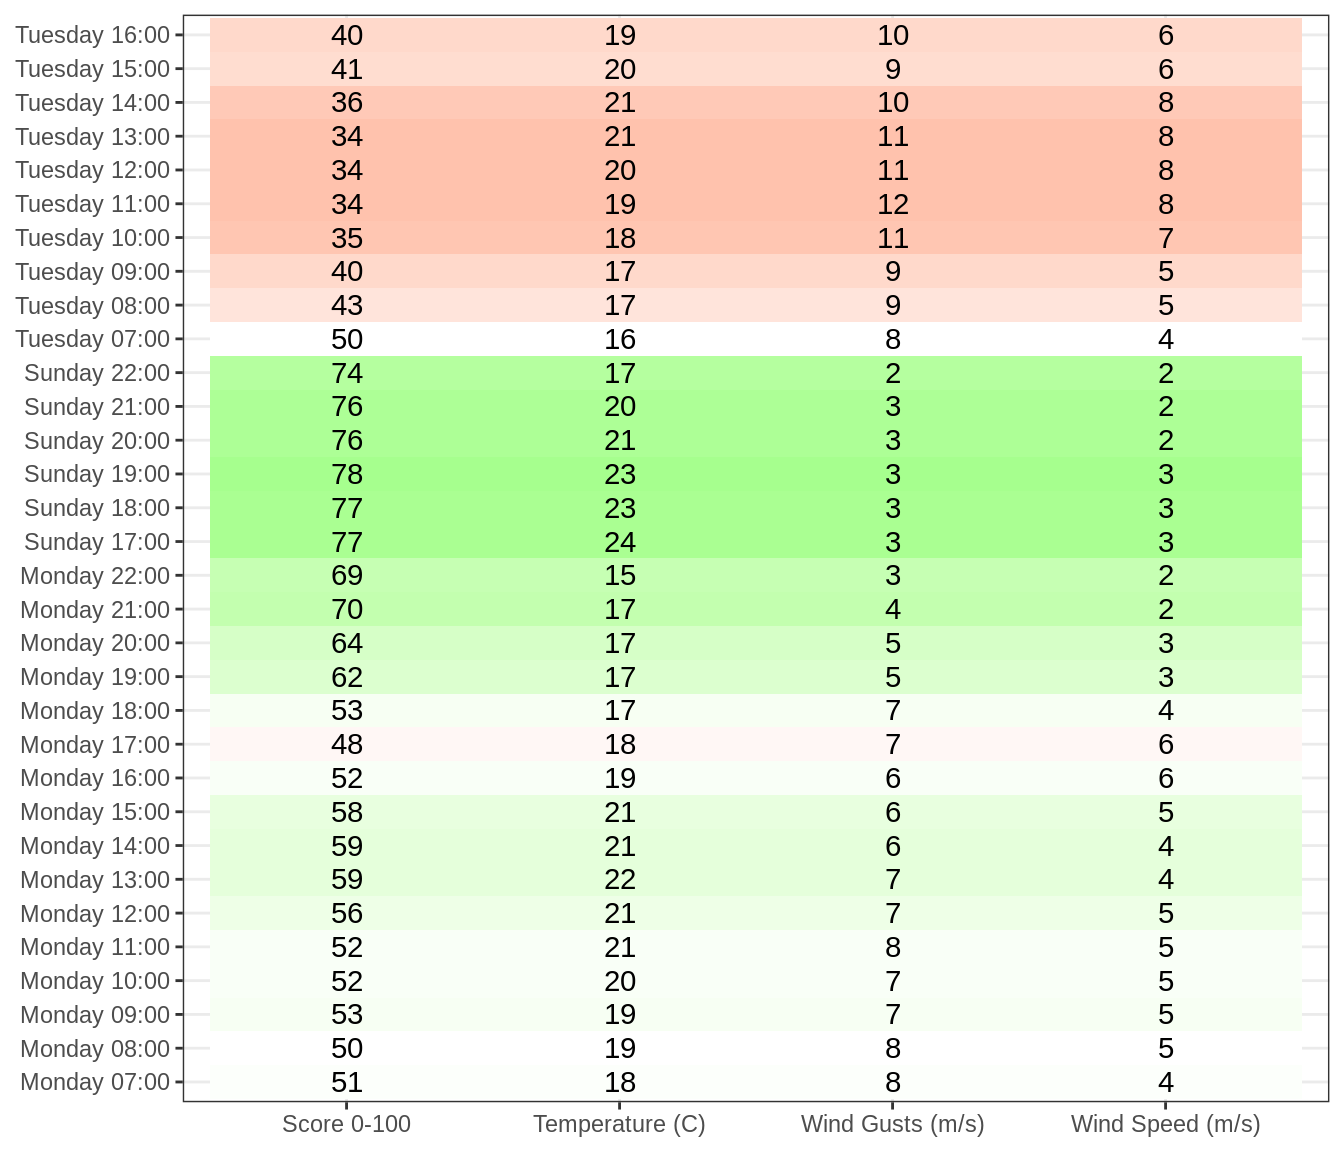 Tuesday 16:00 40 19 10 6
Tuesday 15:00 41 20 9 6
Tuesday 14:00 36 21 10 8
Tuesday 13:00 34 21 11 8
Tuesday 12:00 34 20 11 8
Tuesday 11:00 34 19 12 8
Tuesday 10:00 35 18 11 7
Tuesday 09:00 40 17 9 5
Tuesday 08:00 43 17 9 5
Tuesday 07:00 50 16 8 4
Sunday 22:00 74 17 2 2
Sunday 21:00 76 20 3 2
Sunday 20:00 76 21 3 2
Sunday 19:00 78 23 3 3
Sunday 18:00 77 23 3 3
Sunday 17:00 77 24 3 3
Monday 22:00 69 15 3 2
Monday 21:00 70 17 4 2
Monday 20:00 64 17 5 3
Monday 19:00 62 17 5 3
Monday 18:00 53 17 7 4
Monday 17:00 48 18 7 6
Monday 16:00 52 19 6 6
Monday 15:00 58 21 6 5
Monday 14:00 59 21 6 4
Monday 13:00 59 22 7 4
Monday 12:00 56 21 7 5
Monday 11:00 52 21 8 5
Monday 10:00 52 20 7 5
Monday 09:00 53 19 7 5
Monday 08:00 50 19 8 5
Monday 07:00 51 18 8 4
Score 0-100 Temperature (C) Wind Gusts (m/s) Wind Speed (m/s)